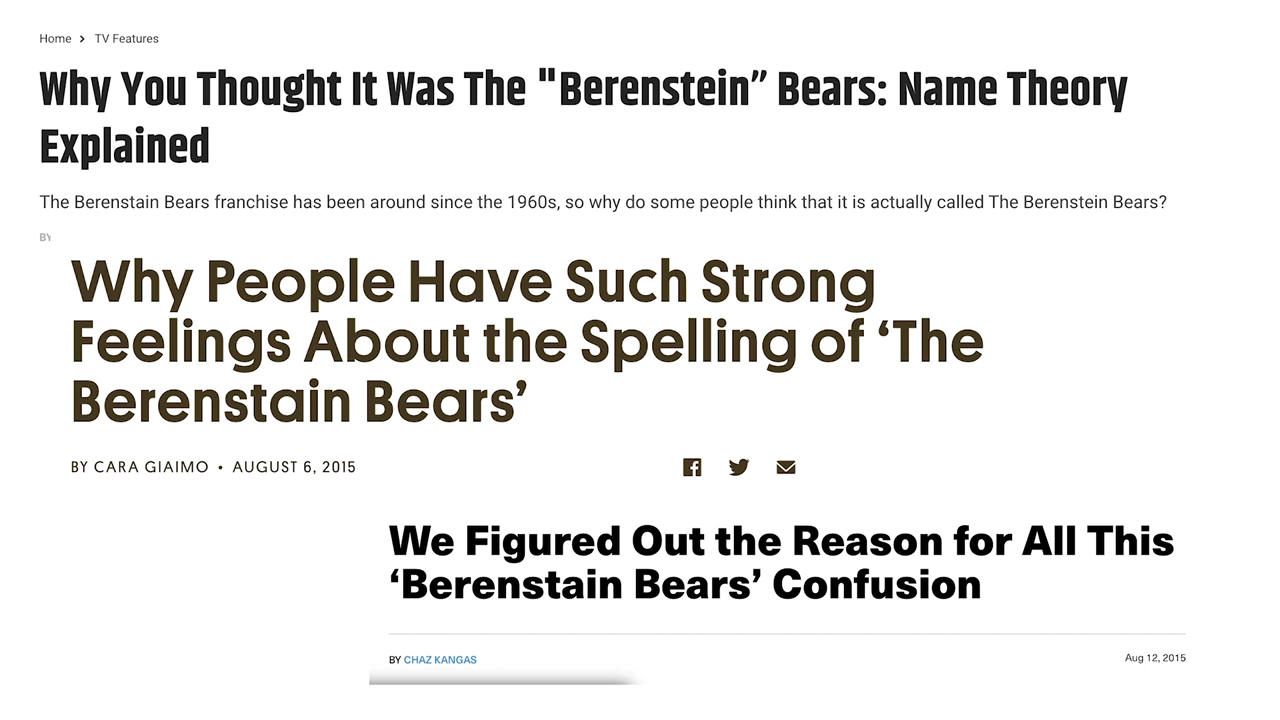 Home > TV Features
Why You Thought It Was The "Berenstein” Bears: Name Theory
Explained
The Berenstain Bears franchise has been around since the 1960s, so why do some people think that it is actually called The Berenstein Bears?
BY
Why People Have Such Strong
Feelings About the Spelling of ‘The
Berenstain Bears’
BY CARA GIAIMO • AUGUST 6, 2015
We Figured Out the Reason for All This
‘Berenstain Bears’ Confusion
BY CHAZ KANGAS Aug 12, 2015